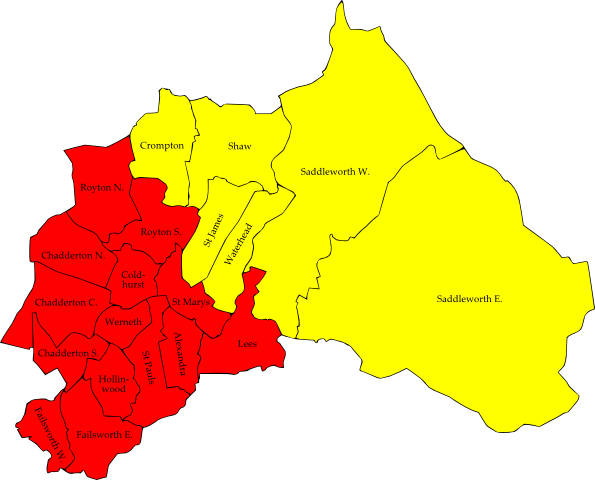 Crompton
Shaw
Saddleworth W.
Royton N.
St James
Royton S.
Waterhead
Chadderton N.
Cold-
hurst
Saddleworth E.
Chadderton C.
St Marys
Werneth
Alexandra
Lees
Chadderton S.
St Pauls
Hollin-
wood
Failsworth W.
Failsworth E.